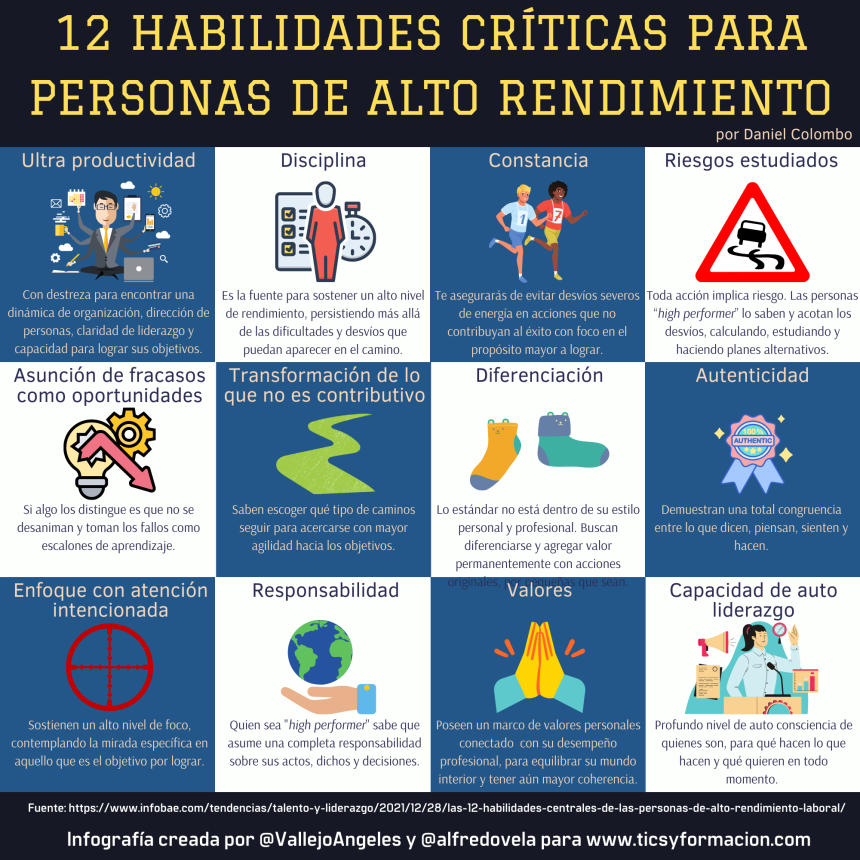 12 HABILIDADES CRÍTICAS PARA
PERSONAS DE ALTO RENDIMIENTO
por Daniel Colombo
Ultra productividad
Con destreza para encontrar una
dinámica de organización, dirección de
personas, claridad de liderazgo y
capacidad para lograr sus objetivos.
Disciplina
Es la fuente para sostener un alto nivel
de rendimiento, persistiendo más allá
de las dificultades y desvíos que
puedan aparecer en el camino.
Constancia
1
7
Te asegurarás de evitar desvíos severos
de energía en acciones que no
contribuyan al éxito con foco en el
propósito mayor a lograr.
Riesgos estudiados
Toda acción implica riesgo. Las personas
"high performer" lo saben y acotan los
desvíos, calculando, estudiando y
haciendo planes alternativos.
Asunción de fracasos
como oportunidades
Si algo los distingue es que no se
desaniman y toman los fallos como
escalones de aprendizaje.
Transformación de lo
que no es contributivo
Saben escoger qué tipo de caminos
seguir para acercarse con mayor
agilidad hacia los objetivos.
Diferenciación
Lo estándar no está dentro de su estilo
personal y profesional. Buscan
diferenciarse y agregar valor
permanentemente con acciones
originales, por pequeñas que sean.
Autenticidad
100%
AUTHENTIC
Demuestran una total congruencia
entre lo que dicen, piensan, sienten y
hacen.
Enfoque con atención
intencionada
Sostienen un alto nivel de foco,
contemplando la mirada específica en
aquello que es el objetivo por lograr.
Responsabilidad
Quien sea "high performer" sabe que
asume una completa responsabilidad
sobre sus actos, dichos y decisiones.
Valores
Poseen un marco de valores personales
conectado con su desempeño
profesional, para equilibrar su mundo
interior y tener aún mayor coherencia.
Capacidad de auto
liderazgo
Profundo nivel de auto consciencia de
quienes son, para qué hacen lo que
hacen y qué quieren en todo
momento.
Fuente: https://www.infobae.com/tendencias/talento-y-liderazgo/2021/12/28/las-12-habilidades-centrales-de-las-personas-de-alto-rendimiento-laboral/
Infografía creada por @VallejoAngeles y @alfredovela para www.ticsyformacion.com